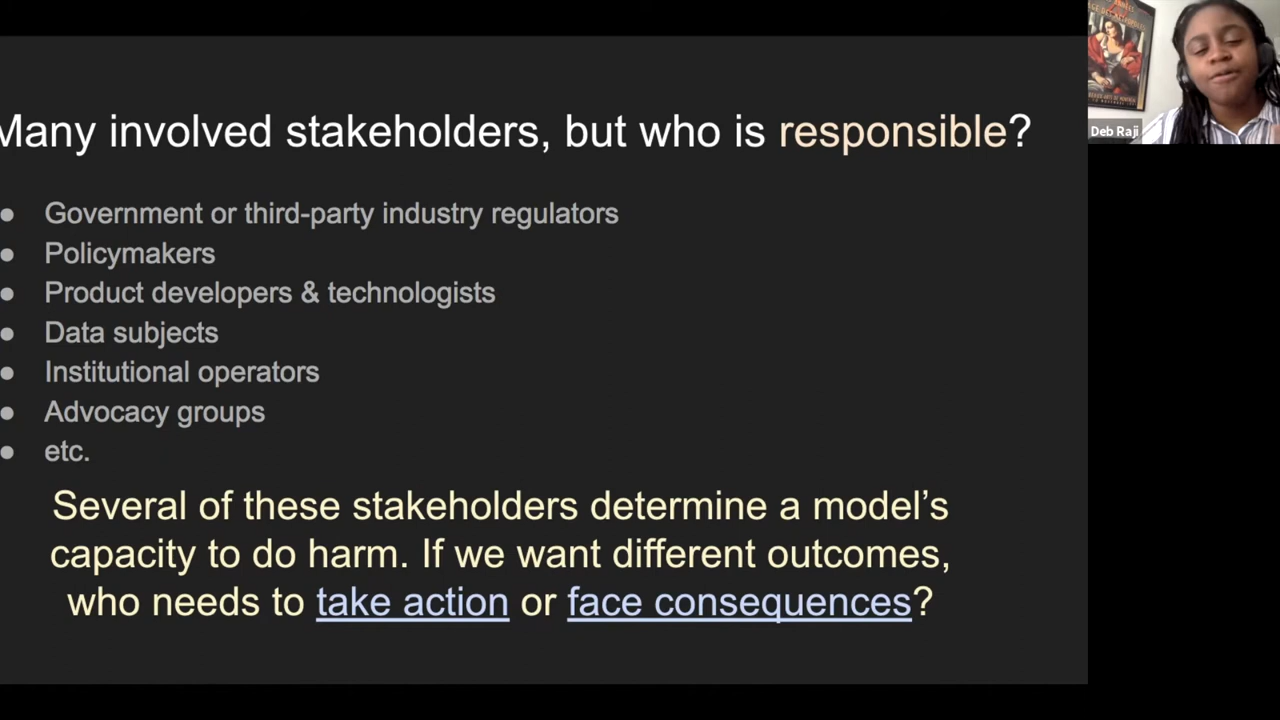 Many involved stakeholders, but who is responsible?
● Government or third-party industry regulators
● Policymakers
● Product developers & technologists
● Data subjects
● Institutional operators
● Advocacy groups
● etc.
Several of these stakeholders determine a model’s
capacity to do harm. If we want different outcomes,
who needs to take action or face consequences?
Deb Raji